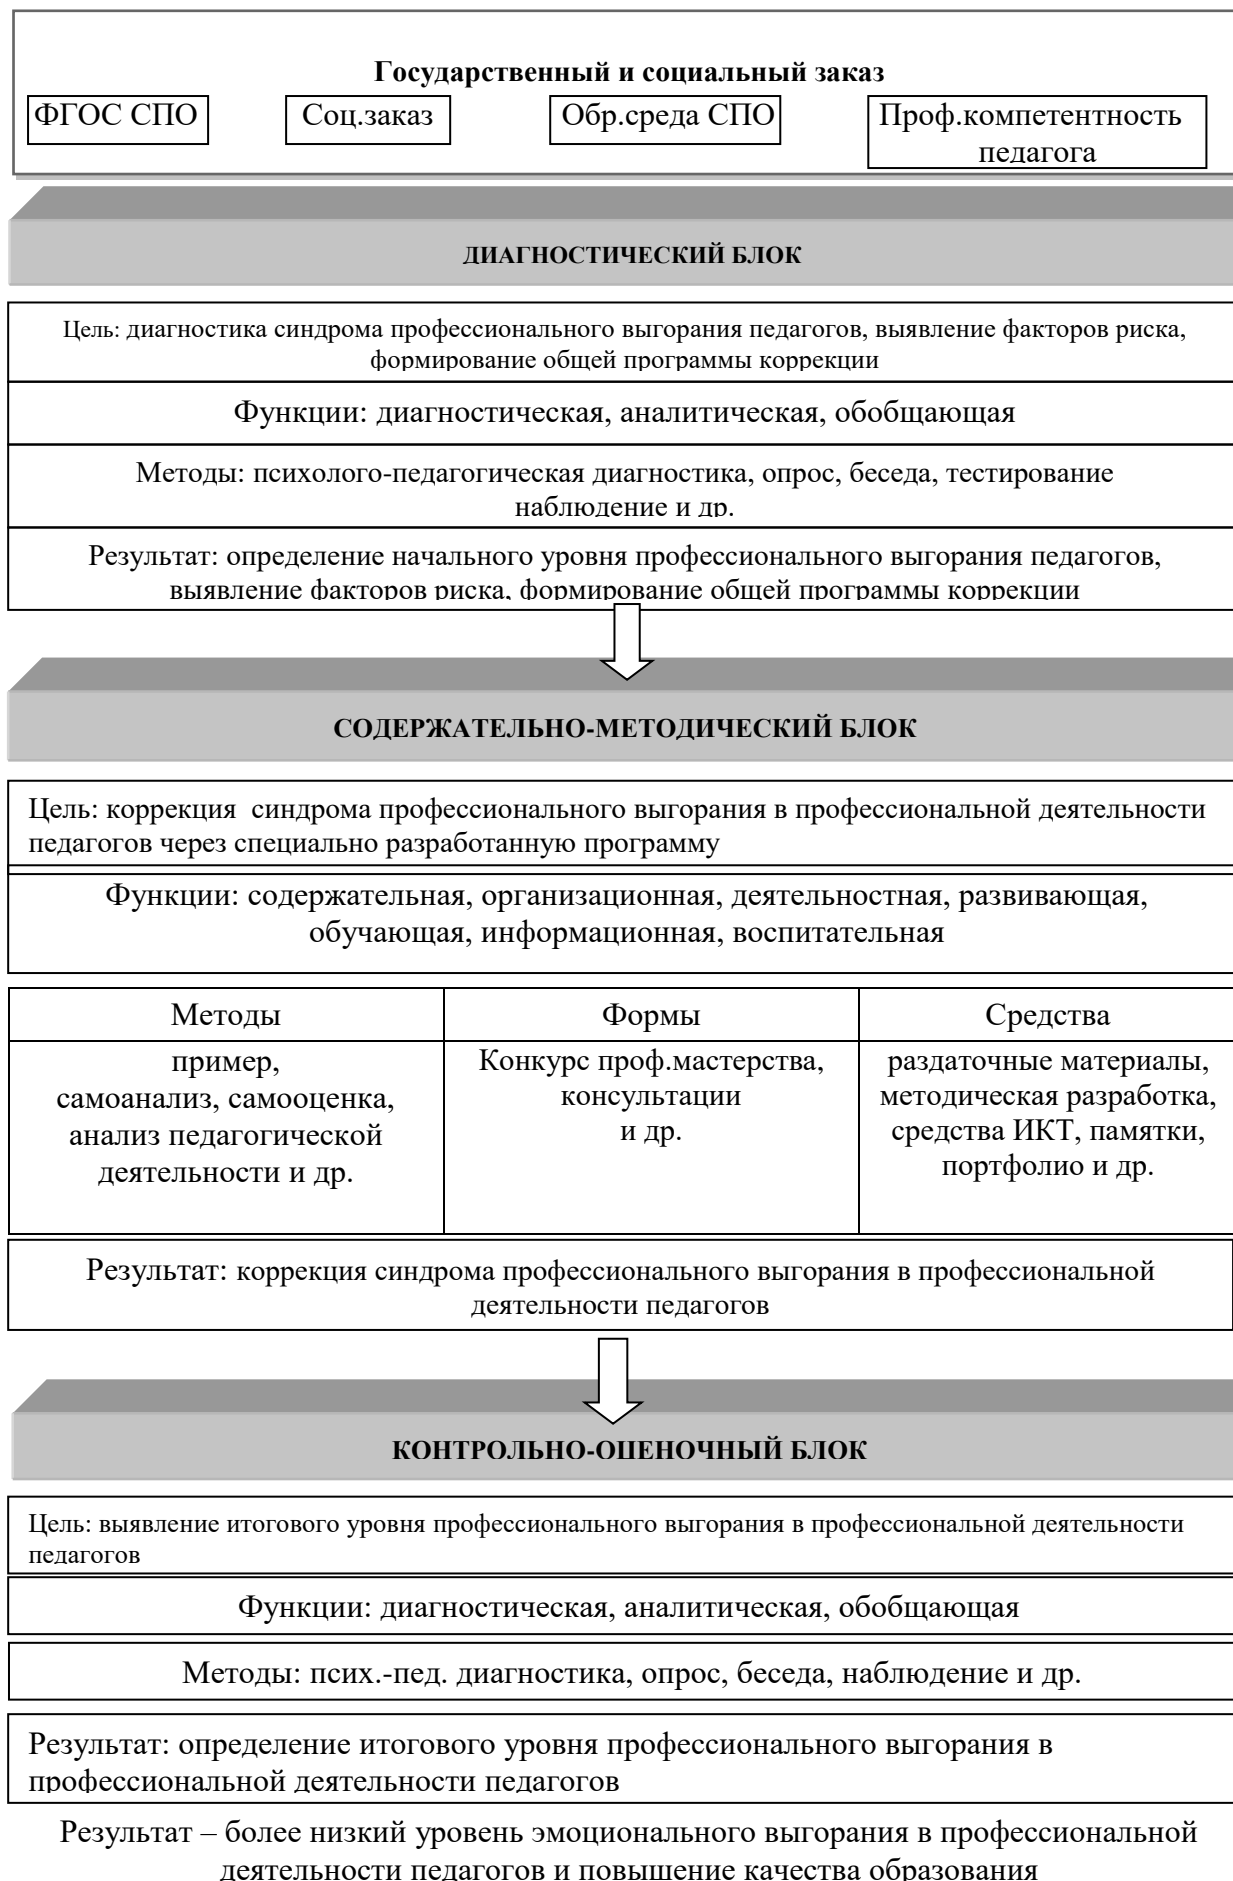 Государственный и социальный заказ
ФГОС СПО
Соц.заказ
Обр.среда СПО
Проф.компетентность
педагога
ДИАГНОСТИЧЕСКИЙ БЛОК
Цель: диагностика синдрома профессионального выгорания педагогов, выявление факторов риска,
формирование общей программы коррекции
Функции: диагностическая, аналитическая, обобщающая
Методы: психолого-педагогическая диагностика, опрос, беседа, тестирование
наблюдение и др.
Результат: определение начального уровня профессионального выгорания педагогов,
выявление факторов риска, формирование общей программы коррекции
СОДЕРЖАТЕЛЬНО-МЕТОДИЧЕСКИЙ БЛОК
Цель: коррекция синдрома профессионального выгорания в профессиональной деятельности
педагогов через специально разработанную программу
Функции: содержательная, организационная, деятельностная, развивающая,
обучающая, информационная, воспитательная
Методы
Формы
Средства
пример,
самоанализ, самооценка,
анализ педагогической
деятельности и др.
Конкурс проф.мастерства,
консультации
и др.
раздаточные материалы,
методическая разработка,
средства ИКТ, памятки,
портфолио и др.
Результат: коррекция синдрома профессионального выгорания в профессиональной
деятельности педагогов
КОНТРОЛЬНО-ОЦЕНОЧНЫЙ БЛОК
Цель: выявление итогового уровня профессионального выгорания в профессиональной деятельности
педагогов
Функции: диагностическая, аналитическая, обобщающая
Методы: псих.-пед. диагностика, опрос, беседа, наблюдение и др.
Результат: определение итогового уровня профессионального выгорания в
профессиональной деятельности педагогов
Результат – более низкий уровень эмоционального выгорания в профессиональной
деятельности педагогов и повышение качества образования